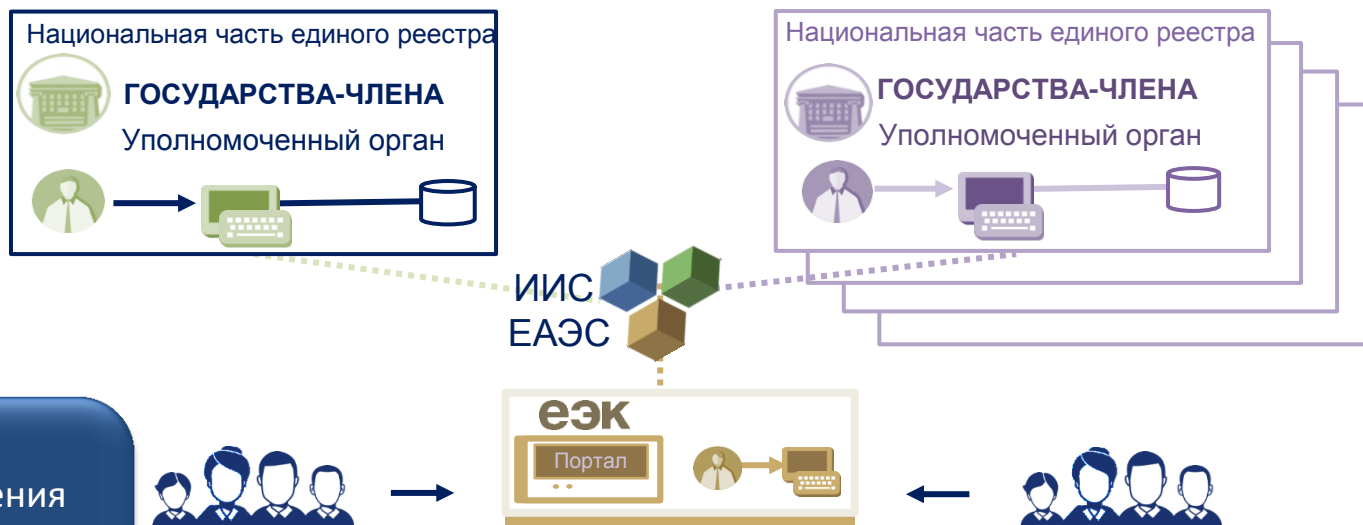 Национальная часть единого реестра
ГОСУДАРСТВА-ЧЛЕНА
Уполномоченный орган
Национальная часть единого реестра
ГОСУДАРСТВА-ЧЛЕНА
Уполномоченный орган
ИИС
ЕАЭС
еэк
Портал